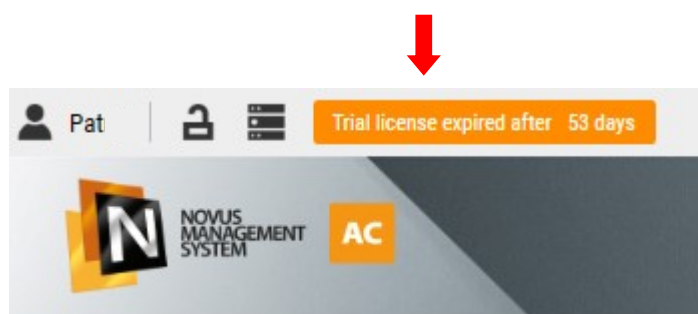 Pat
Trial license expired after 53 days
N
NOVUS
MANAGEMENT
SYSTEM
AC